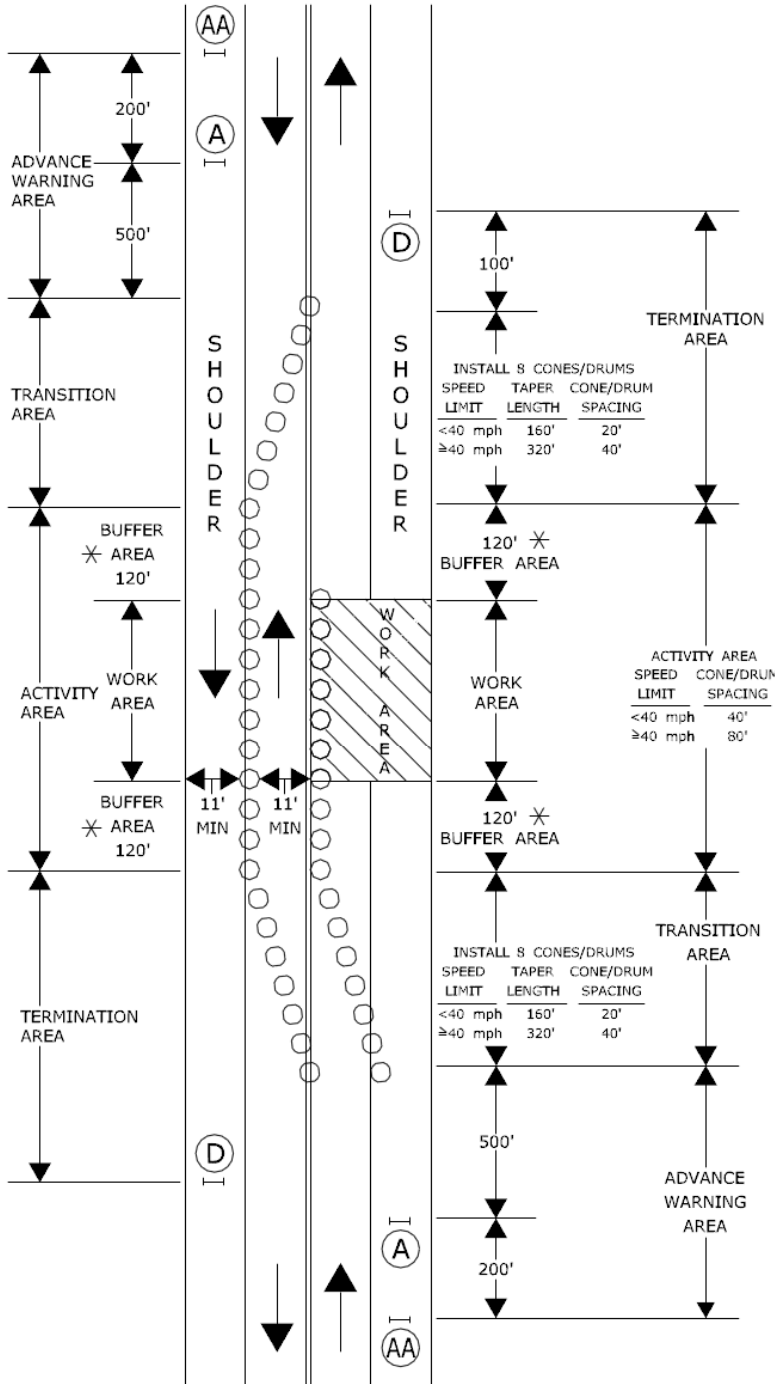 AA
200'
A
ADVANCE
WARNING
AREA
500'
D
100'
TERMINATION
AREA
SHOULDER
SHOULDER
INSTALL 8 CONES/DRUMS
SPEED TAPER CONE/DRUM
LIMIT LENGTH SPACING
<40 mph 160' 20'
≥40 mph 320' 40'
TRANSITION
AREA
BUFFER
* AREA
120'
120' *
BUFFER AREA
WORK AREA
WORK
AREA
ACTIVITY
AREA
WORK
AREA
ACTIVITY AREA
SPEED CONE/DRUM
LIMIT SPACING
<40 mph 40'
≥40 mph 80'
BUFFER
* AREA
120'
11'
MIN
11'
MIN
120' *
BUFFER AREA
TRANSITION
AREA
INSTALL 8 CONES/DRUMS
SPEED TAPER CONE/DRUM
LIMIT LENGTH SPACING
<40 mph 160' 20'
≥40 mph 320' 40'
TERMINATION
AREA
500'
D
ADVANCE
WARNING
AREA
A
200'
AA